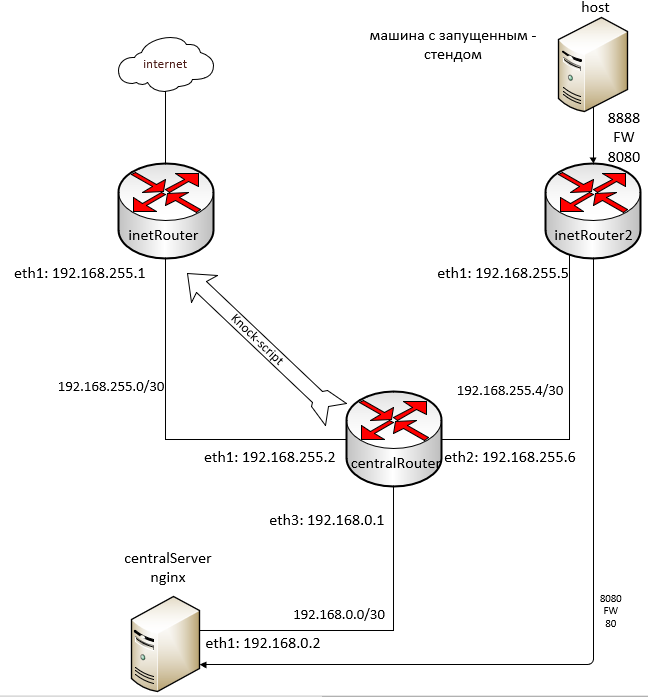 host
машина с запущенным -
стендом
internet
8888
FW
8080
inetRouter
inetRouter2
eth1: 192.168.255.1
eth1: 192.168.255.5
Knock-script
192.168.255.0/30
192.168.255.4/30
centralRouter
eth1: 192.168.255.2
eth2: 192.168.255.6
eth3: 192.168.0.1
centralServer
nginx
192.168.0.0/30
8080
FW
80
eth1: 192.168.0.2